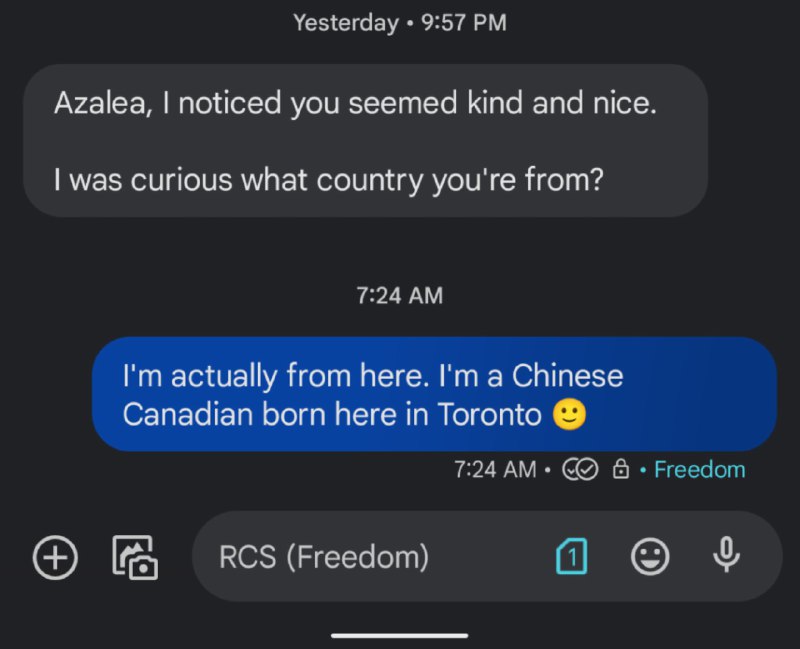 Yesterday • 9:57 PM
Azalea, I noticed you seemed kind and nice.
I was curious what country you're from?
7:24 AM
I'm actually from here. I'm a Chinese
Canadian born here in Toronto 🙂
7:24 AM • • Freedom
RCS (Freedom)
1